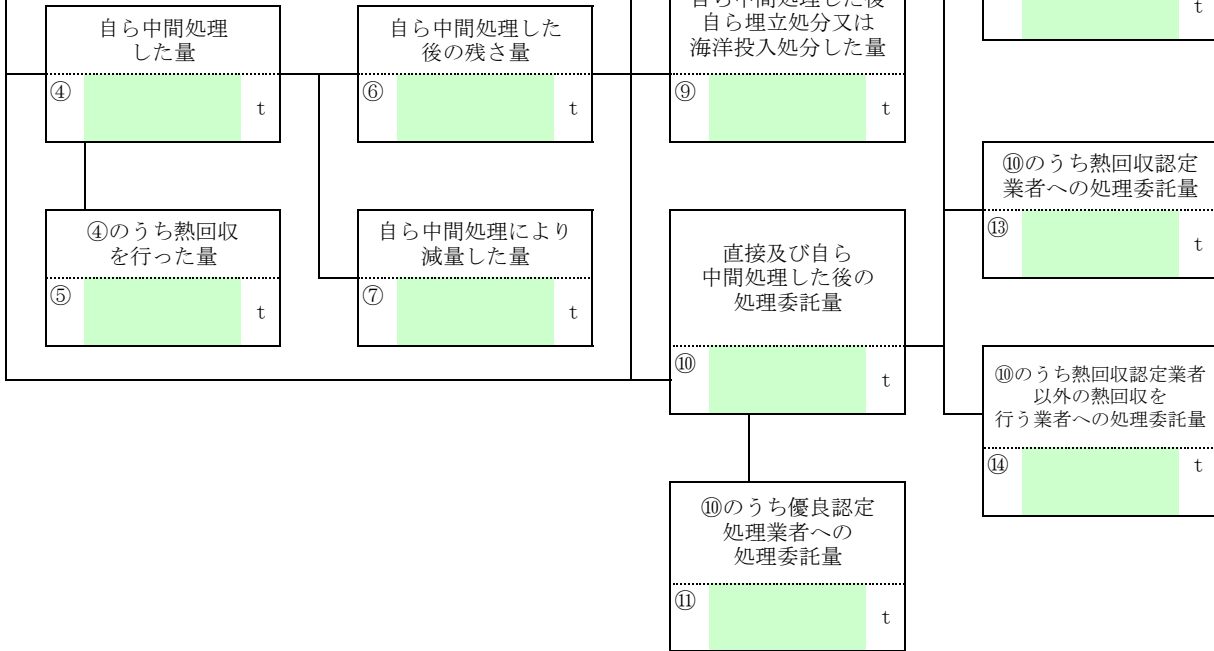 自ら中間処理
した量
④
t
自ら中間処理した
後の残さ量
⑥
t
自ら埋立処分又は
海洋投入処分した量
⑨
t
t
④のうち熱回収
を行った量
⑤
t
自ら中間処理により
減量した量
⑦
t
直接及び自ら
中間処理した後の
処理委託量
⑩
t
⑩のうち熱回収認定
業者への処理委託量
⑬
t
⑩のうち熱回収認定業者
以外の熱回収を
行う業者への処理委託量
⑭
t
⑩のうち優良認定
処理業者への
処理委託量
⑪
t